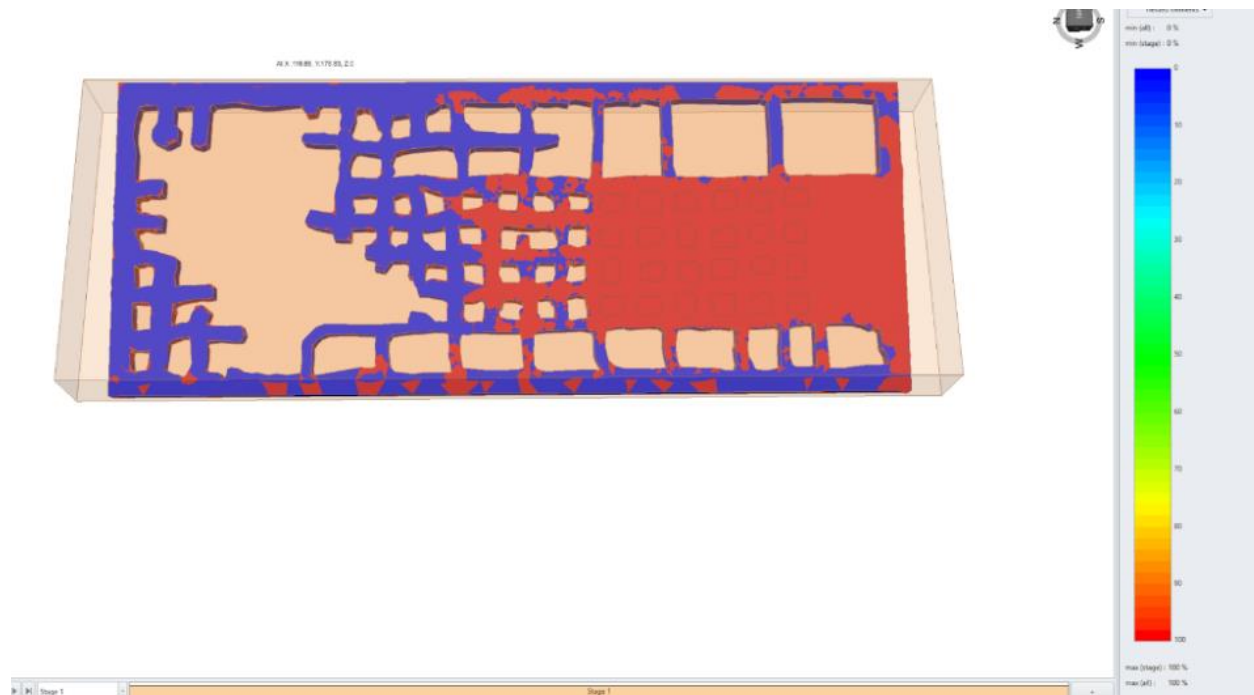 min (all) : 0 %
min (stage) : 0 %
N
S
W
0
10
20
30
40
50
60
70
80
90
100
max (stage) : 100 %
max (all) : 100 %
Stage 1
Stage 1